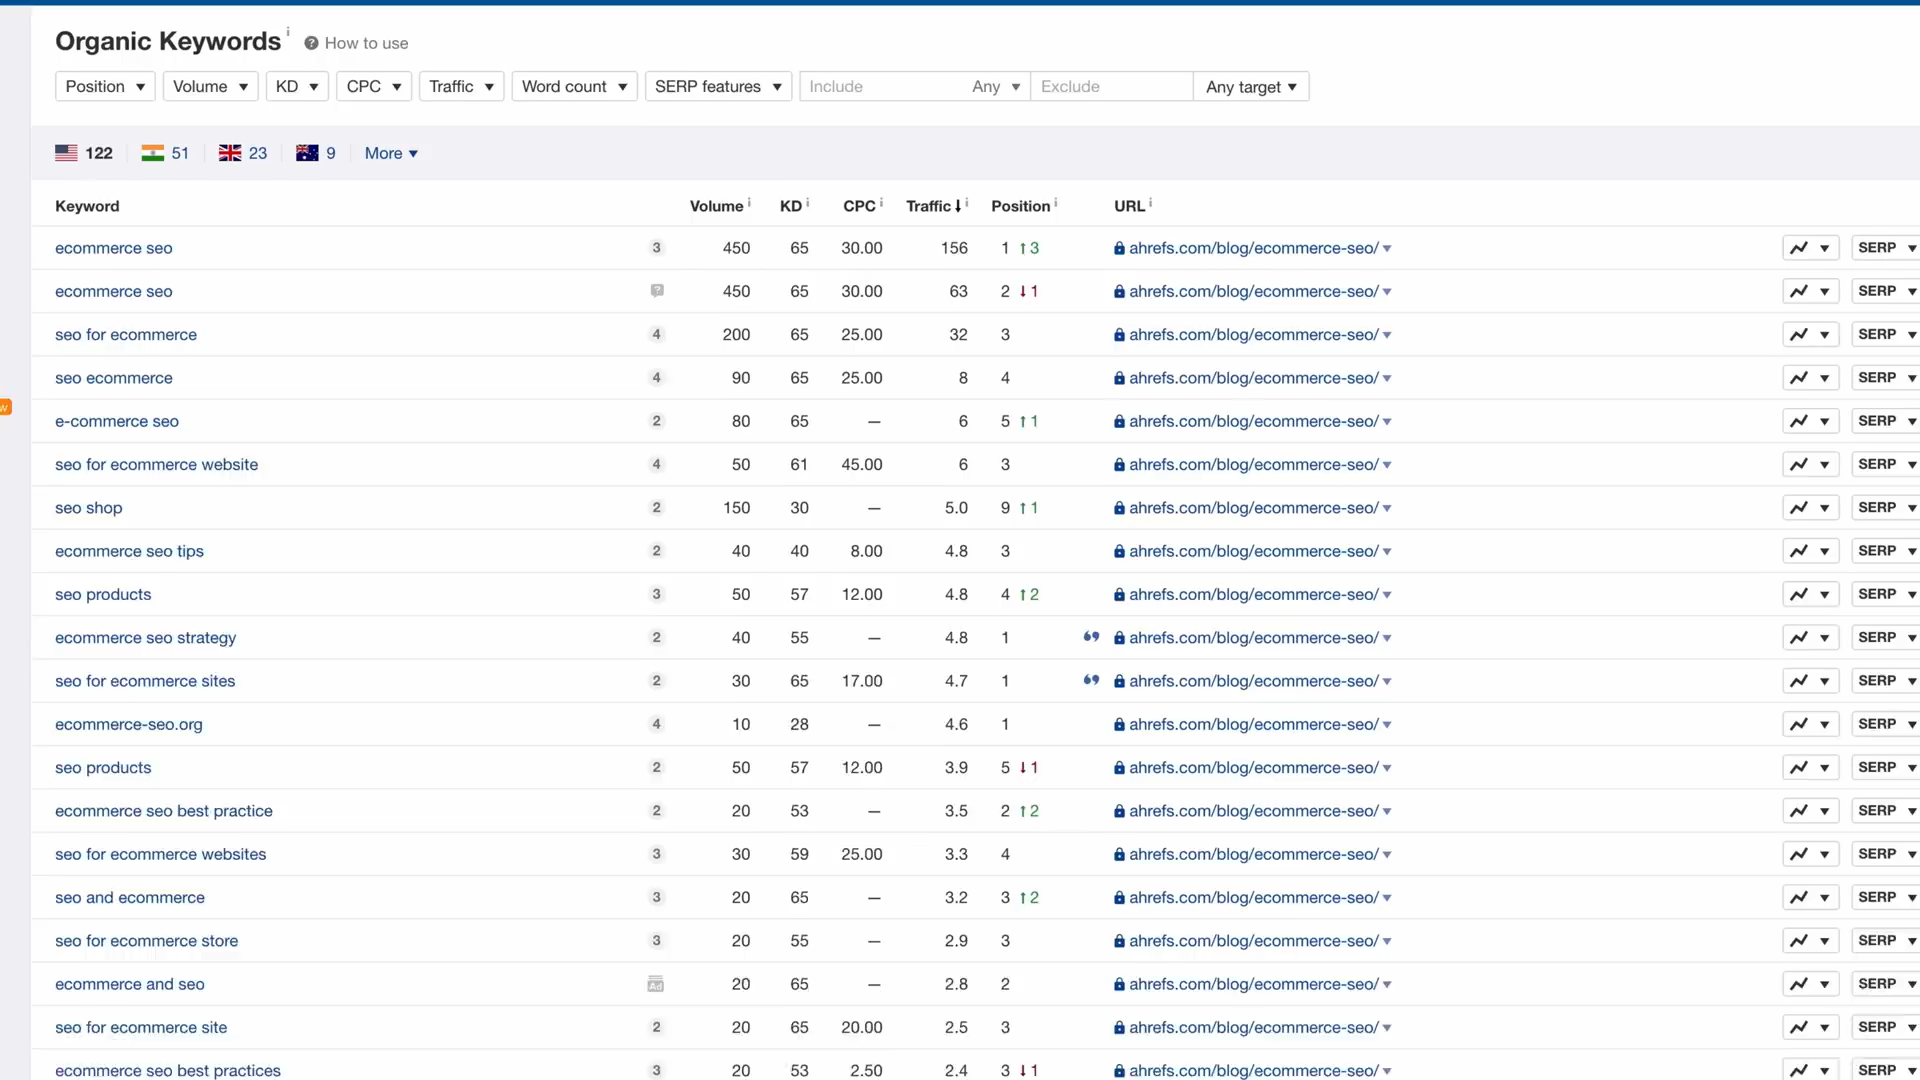 Organic Keywords i ? How to use
Position ▼ Volume ▼ KD ▼ CPC ▼ Traffic ▼ Word count ▼ SERP features ▼ Include Any ▼ Exclude Any target ▼
122 51 23 9 More ▼
Keyword Volume i KD i CPC i Traffic ↓ i Position i URL i
ecommerce seo 3 450 65 30.00 156 1 ↑3 ahrefs.com/blog/ecommerce-seo/ ▼ SERP ▼
ecommerce seo ? 450 65 30.00 63 2 ↓1 ahrefs.com/blog/ecommerce-seo/ ▼ SERP ▼
seo for ecommerce 4 200 65 25.00 32 3 ahrefs.com/blog/ecommerce-seo/ ▼ SERP ▼
seo ecommerce 4 90 65 25.00 8 4 ahrefs.com/blog/ecommerce-seo/ ▼ SERP ▼
w
e-commerce seo 2 80 65 — 6 5 ↑1 ahrefs.com/blog/ecommerce-seo/ ▼ SERP ▼
seo for ecommerce website 4 50 61 45.00 6 3 ahrefs.com/blog/ecommerce-seo/ ▼ SERP ▼
seo shop 2 150 30 — 5.0 9 ↑1 ahrefs.com/blog/ecommerce-seo/ ▼ SERP ▼
ecommerce seo tips 2 40 40 8.00 4.8 3 ahrefs.com/blog/ecommerce-seo/ ▼ SERP ▼
seo products 3 50 57 12.00 4.8 4 ↑2 ahrefs.com/blog/ecommerce-seo/ ▼ SERP ▼
ecommerce seo strategy 2 40 55 — 4.8 1 ahrefs.com/blog/ecommerce-seo/ ▼ SERP ▼
seo for ecommerce sites 2 30 65 17.00 4.7 1 ahrefs.com/blog/ecommerce-seo/ ▼ SERP ▼
ecommerce-seo.org 4 10 28 — 4.6 1 ahrefs.com/blog/ecommerce-seo/ ▼ SERP ▼
seo products 2 50 57 12.00 3.9 5 ↓1 ahrefs.com/blog/ecommerce-seo/ ▼ SERP ▼
ecommerce seo best practice 2 20 53 — 3.5 2 ↑2 ahrefs.com/blog/ecommerce-seo/ ▼ SERP ▼
seo for ecommerce websites 3 30 59 25.00 3.3 4 ahrefs.com/blog/ecommerce-seo/ ▼ SERP ▼
seo and ecommerce 3 20 65 — 3.2 3 ↑2 ahrefs.com/blog/ecommerce-seo/ ▼ SERP ▼
seo for ecommerce store 3 20 55 — 2.9 3 ahrefs.com/blog/ecommerce-seo/ ▼ SERP ▼
ecommerce and seo Ad 20 65 — 2.8 2 ahrefs.com/blog/ecommerce-seo/ ▼ SERP ▼
seo for ecommerce site 2 20 65 20.00 2.5 3 ahrefs.com/blog/ecommerce-seo/ ▼ SERP ▼
ecommerce seo best practices 3 20 53 2.50 2.4 3 ↓1 ahrefs.com/blog/ecommerce-seo/ ▼ SERP ▼